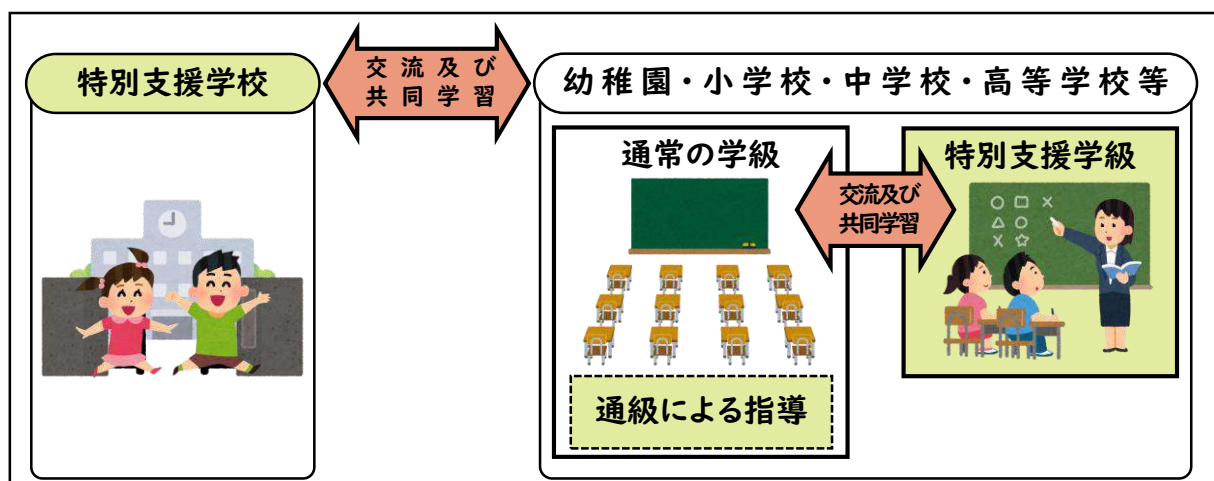 特別支援学校
交流及び
共同学習
幼稚園・小学校・中学校・高等学校等
通常の学級
交流及び
共同学習
特別支援学級
通級による指導